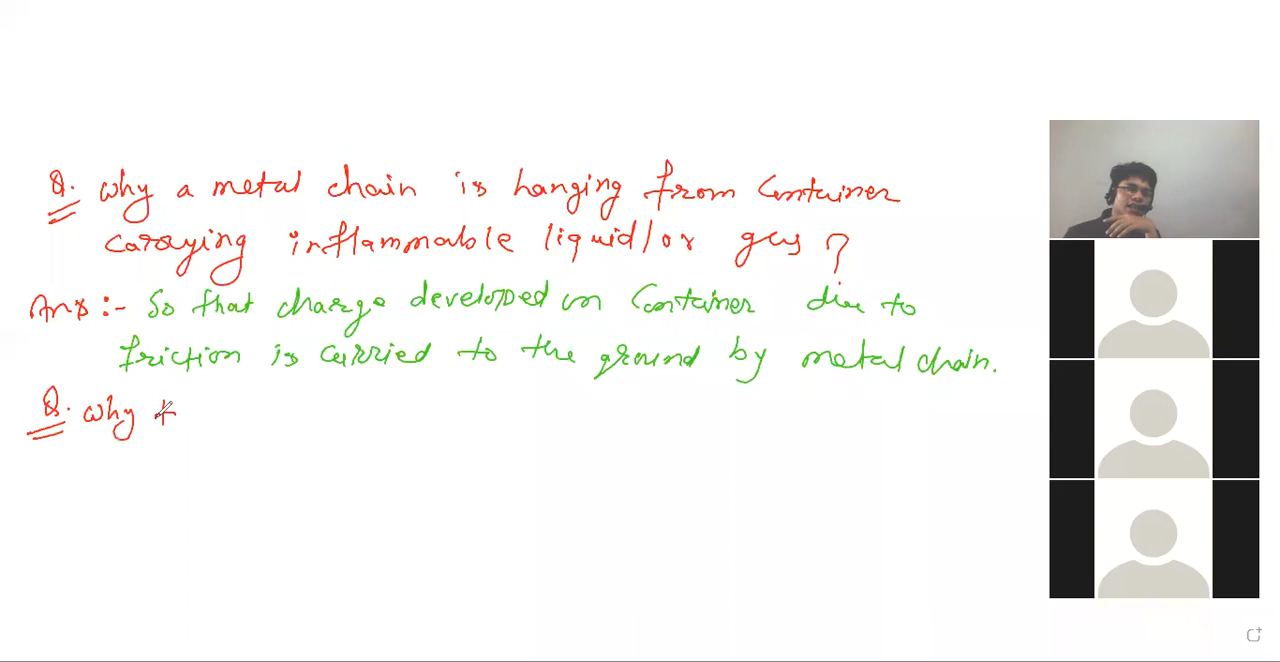 Q. why a metal chain is hanging from Container
carrying inflammable liquid/or gas ?
Ans :- So that charge developed on Container due to
friction is carried to the ground by metal chain.
Q. why t